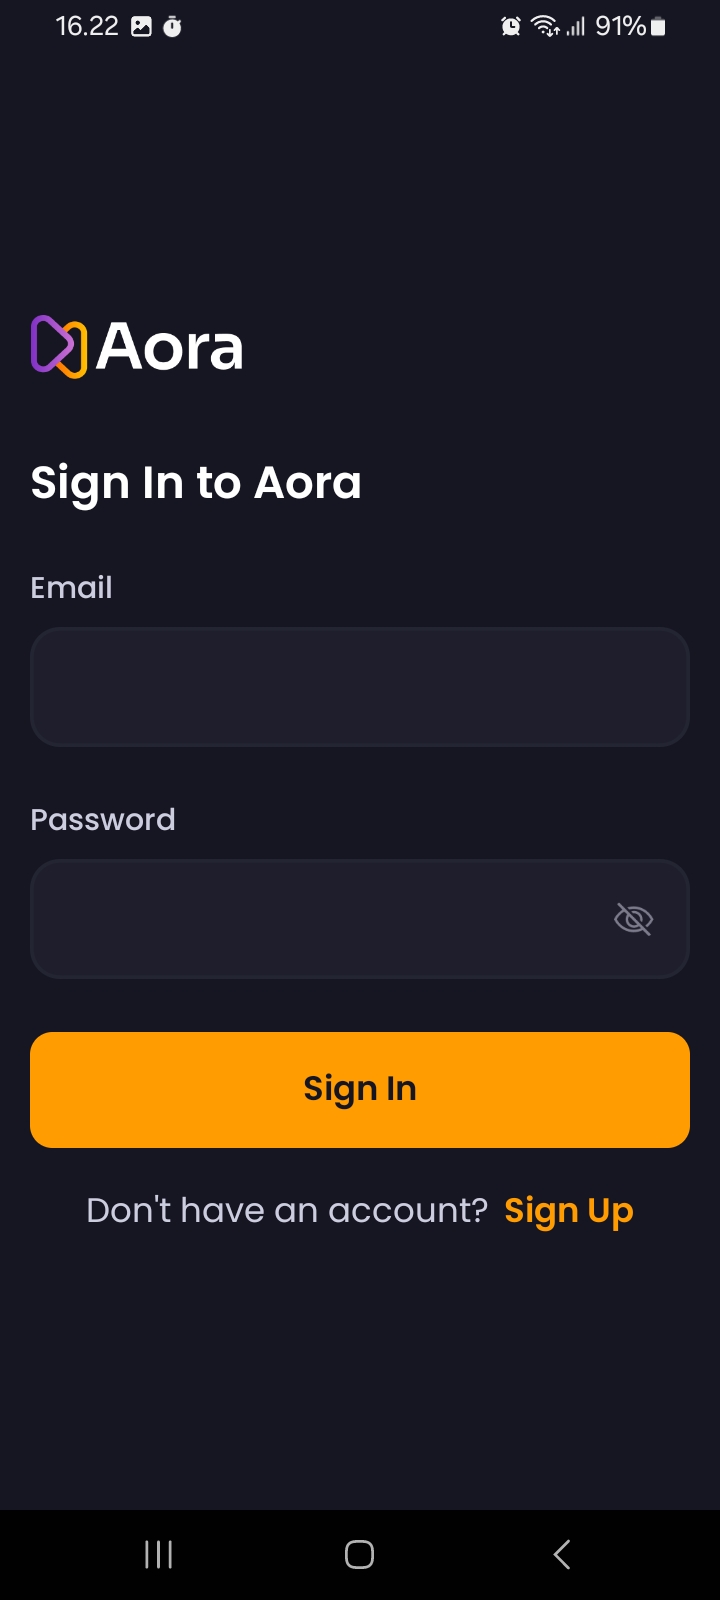 16.22 91%
Aora
Sign In to Aora
Email
Password
Sign In
Don't have an account? Sign Up